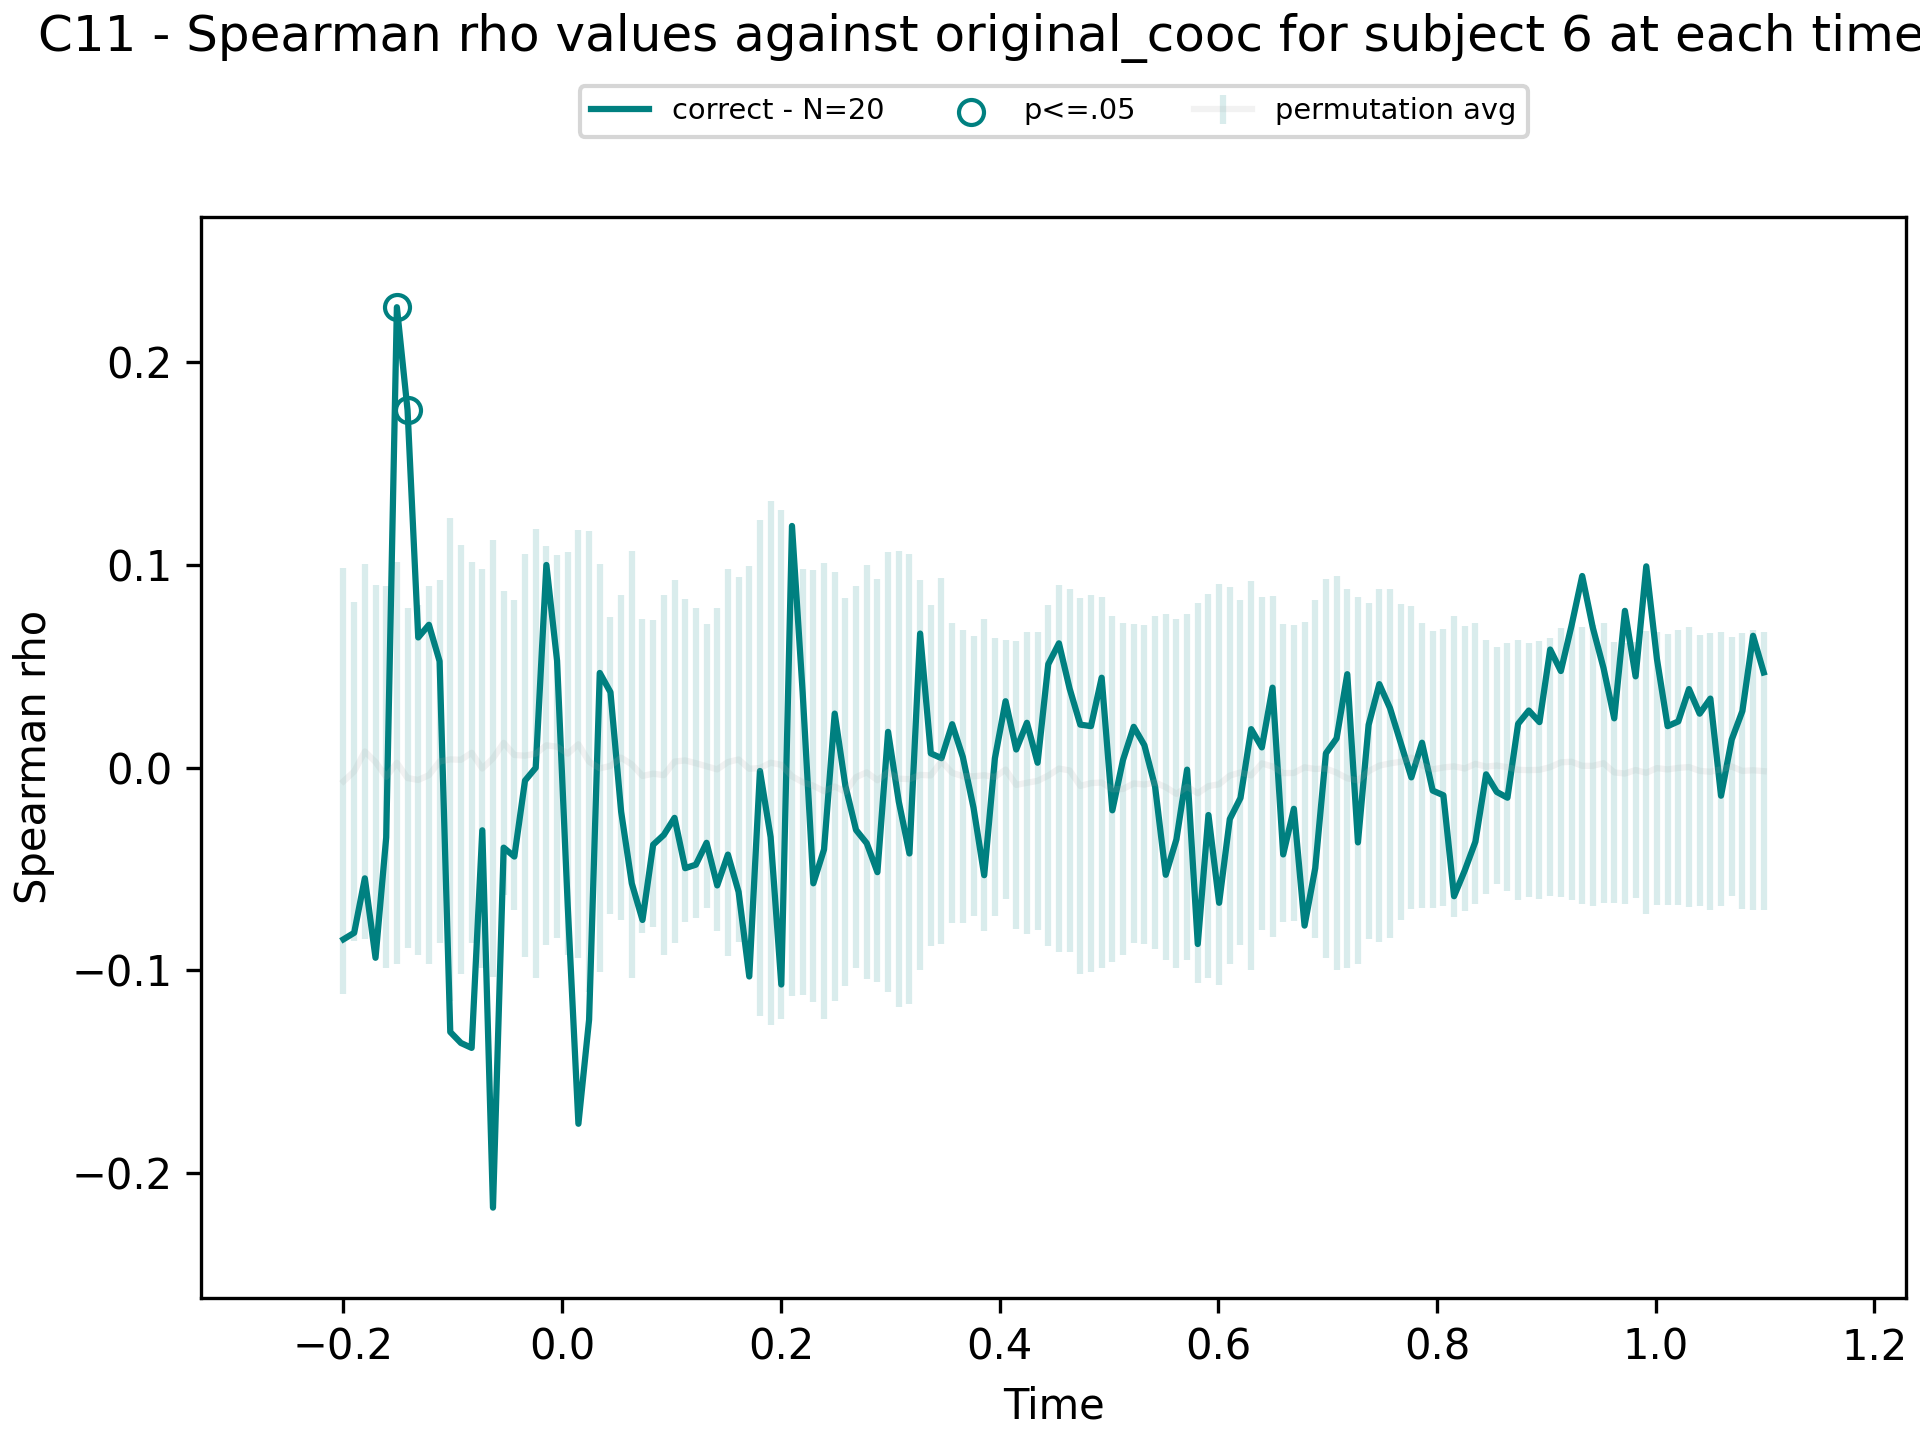 C11 - Spearman rho values against original_cooc for subject 6 at each time
correct - N=20 p<=.05 permutation avg
Spearman rho
0.2
0.1
0.0
−0.1
−0.2
−0.2 0.0 0.2 0.4 0.6 0.8 1.0 1.2
Time